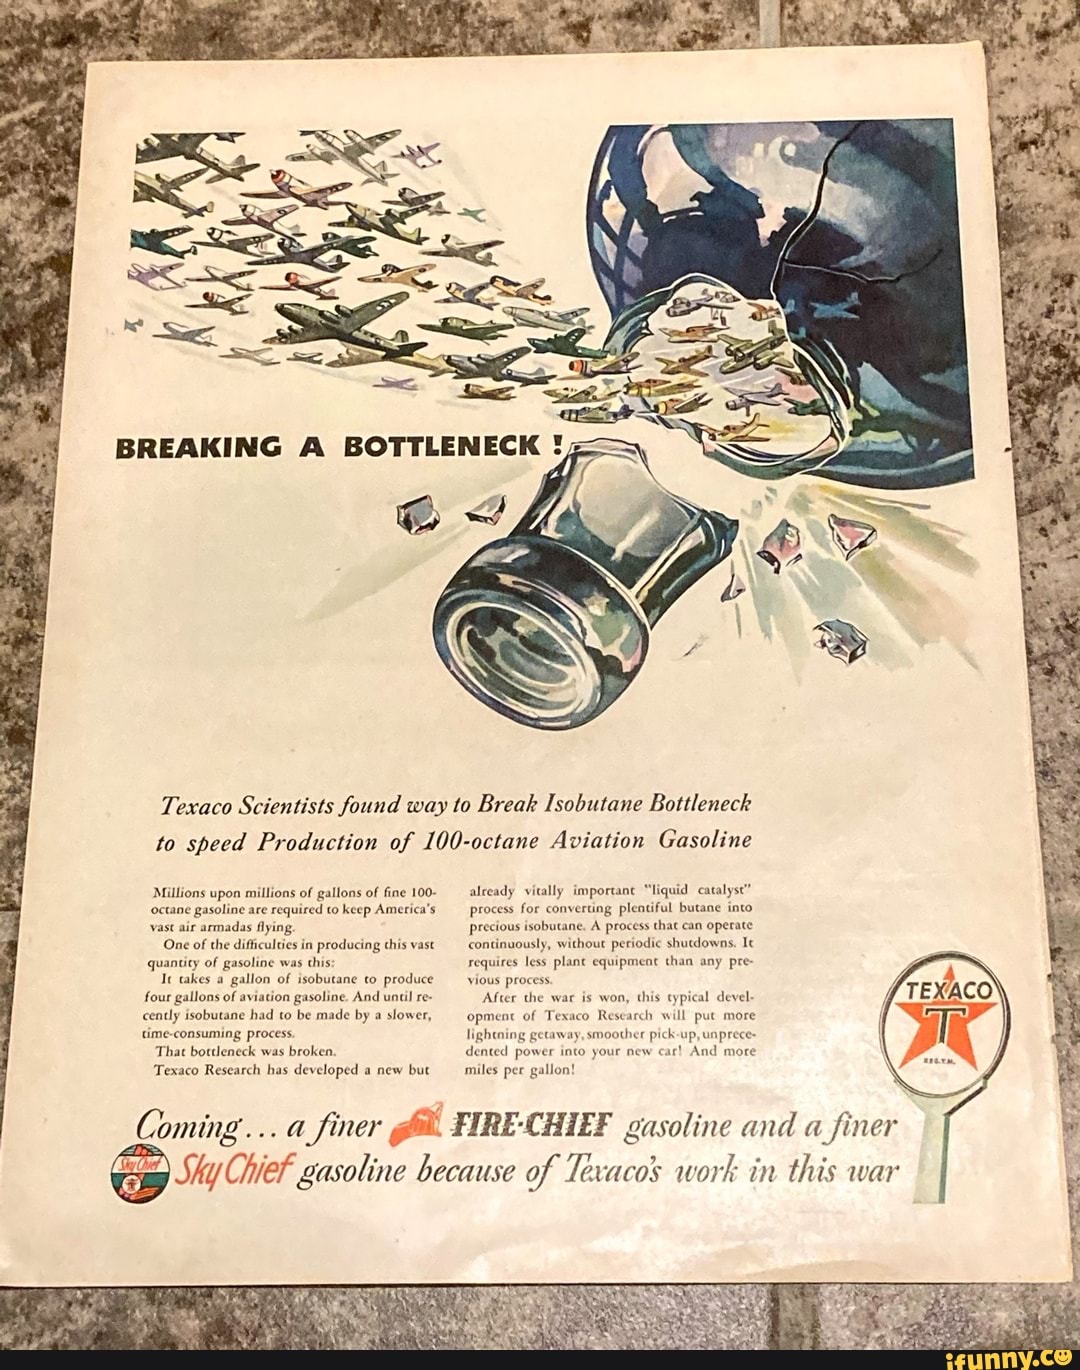 BREAKING A BOTTLENECK !
Texaco Scientists found way to Break Isobutane Bottleneck
to speed Production of 100-octane Aviation Gasoline
Millions upon millions of gallons of fine 100-
octane gasoline are required to keep America's
vast air armadas flying.
One of the difficulties in producing this vast
quantity of gasoline was this:
It takes a gallon of isobutane to produce
four gallons of aviation gasoline. And until re-
cently isobutane had to be made by a slower,
time-consuming process.
That bottleneck was broken.
Texaco Research has developed a new but
already vitally important "liquid catalyst"
process for converting plentiful butane into
precious isobutane. A process that can operate
continuously, without periodic shutdowns. It
requires less plant equipment than any pre-
vious process.
After the war is won, this typical devel-
opment of Texaco Research will put more
lightning getaway, smoother pick-up, unprece-
dented power into your new car! And more
miles per gallon!
TEXACO
T
REG. T.M.
Coming... a finer FIRE-CHIEF gasoline and a finer
Sky Chief
Sky Chief gasoline because of Texaco's work in this war
ifunny.co